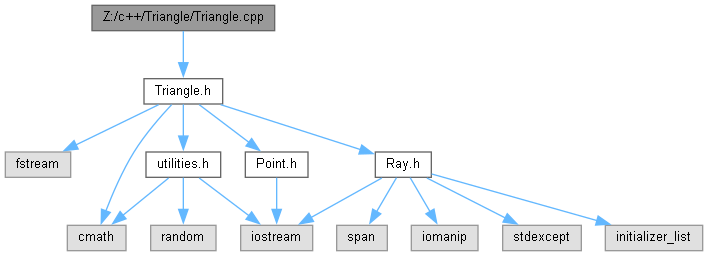 Z:/c++/Triangle/Triangle.cpp
Triangle.h
fstream
utilities.h
Point.h
Ray.h
cmath
random
iostream
span
iomanip
stdexcept
initializer_list